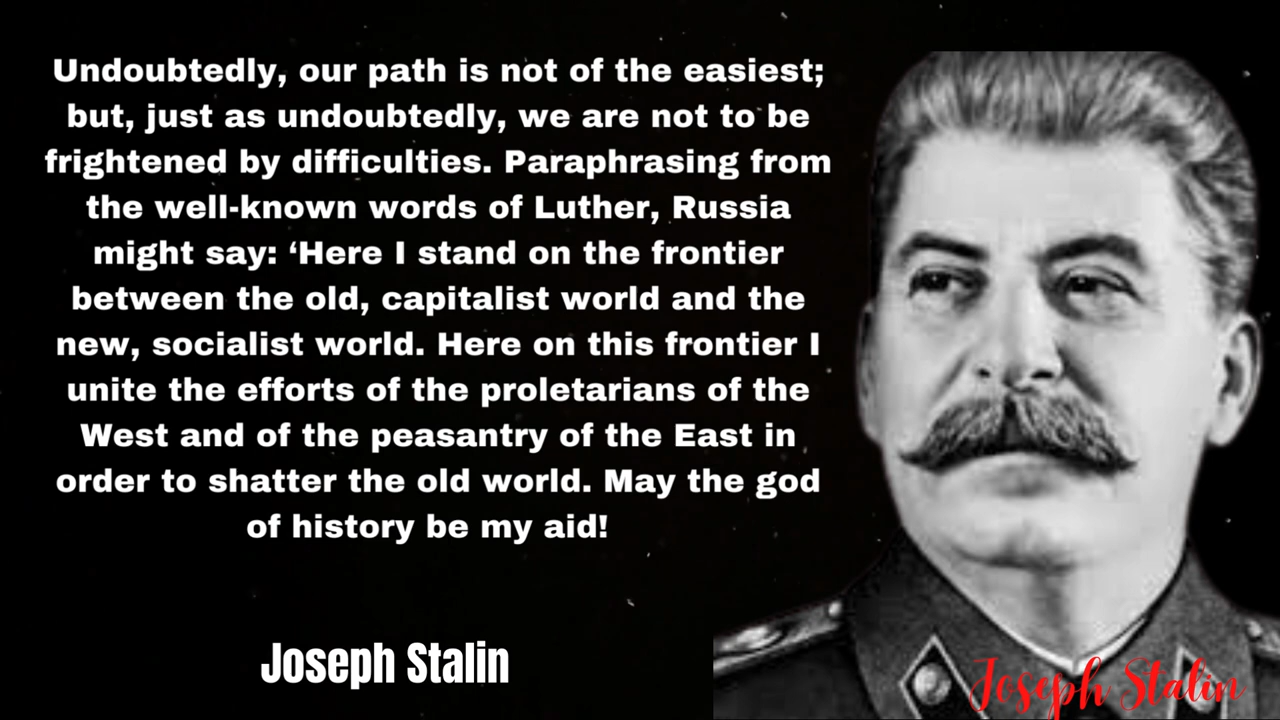 Undoubtedly, our path is not of the easiest;
but, just as undoubtedly, we are not to be
frightened by difficulties. Paraphrasing from
the well-known words of Luther, Russia
might say: ‘Here I stand on the frontier
between the old, capitalist world and the
new, socialist world. Here on this frontier I
unite the efforts of the proletarians of the
West and of the peasantry of the East in
order to shatter the old world. May the god
of history be my aid!
Joseph Stalin
Joseph Stalin